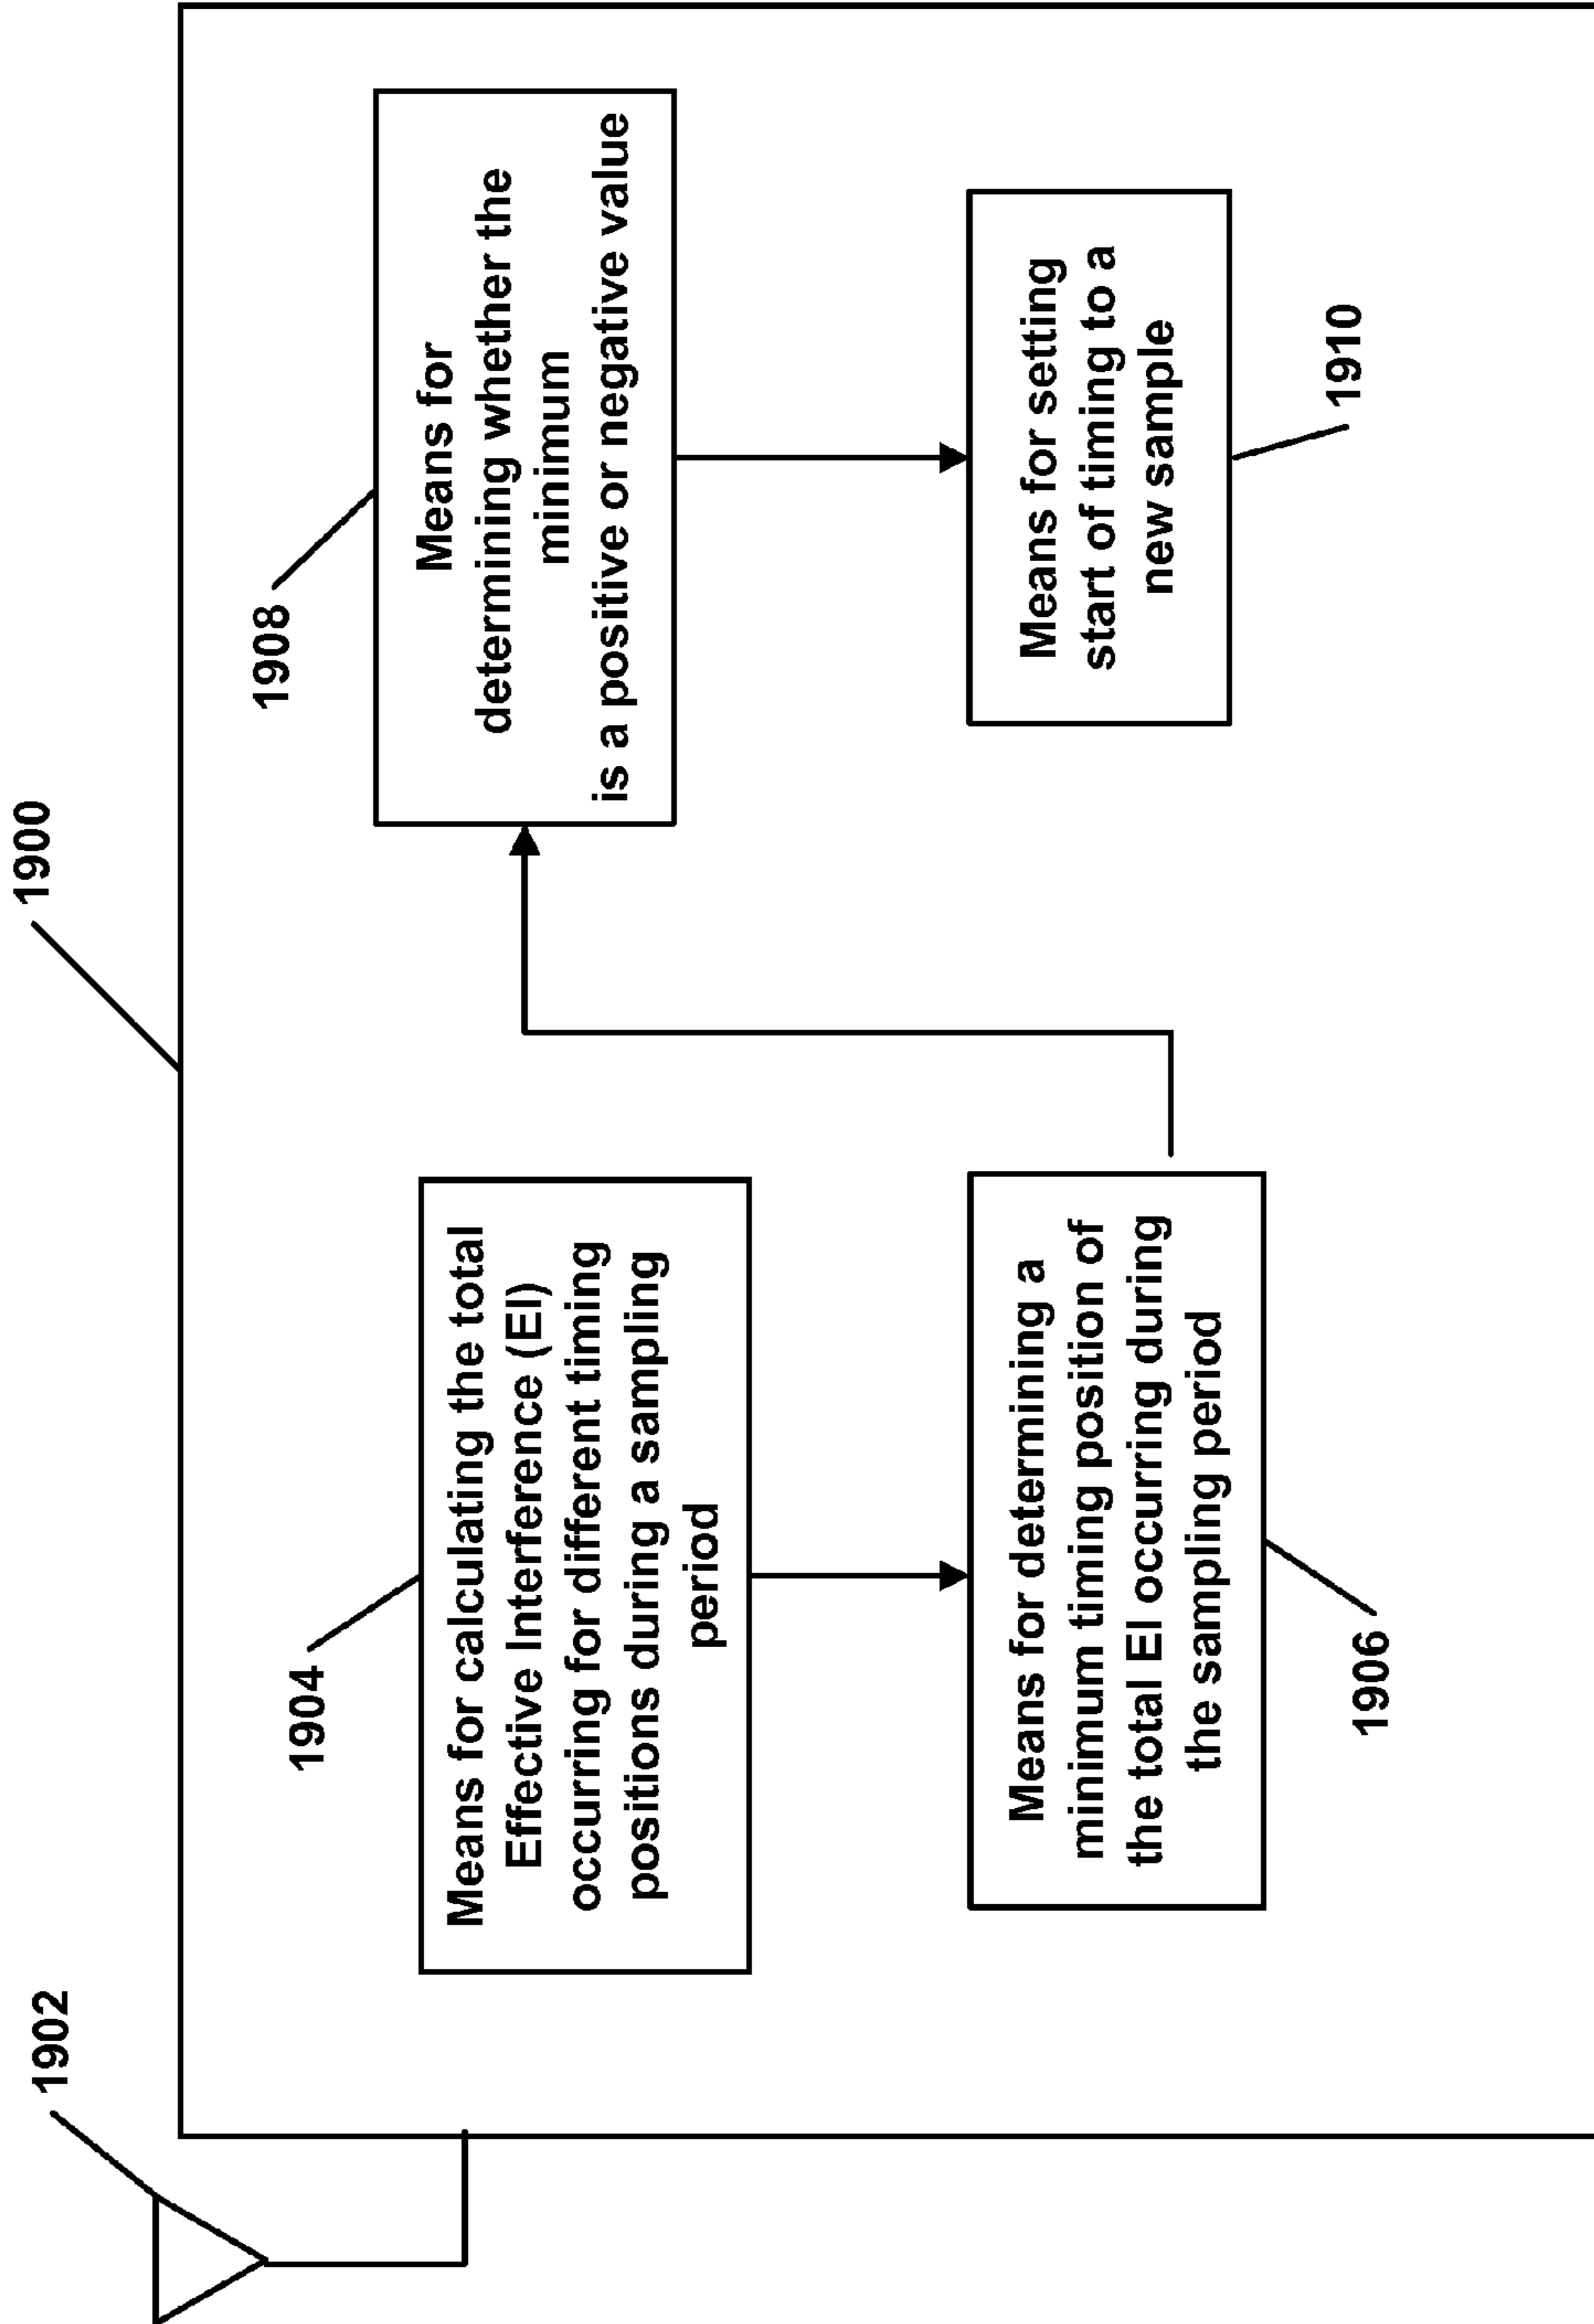 1902
1900
1904
Means for calculating the total
Effective Interference (EI)
occurring for different timing
positions during a sampling
period
1908
Means for
determining whether the
minimum
is a positive or negative value
Means for determining a
minimum timing position of
the total EI occurring during
the sampling period
1906
Means for setting
start of timing to a
new sample
1910